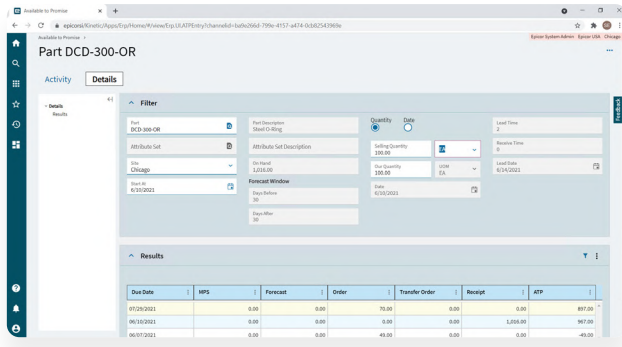 Available to Promise
epicorsi/Kinetic/Apps/Erp/Home/#/view/Erp.UI.ATPEntry?channelid=ba9e266d-799e-4157-a474-0cb82543969e
Available to Promise >
Epicor System Admin Epicor USA Chicago
Part DCD-300-OR
Activity
Details
Feedback
Details
Results
Filter
Part
DCD-300-OR
Part Description
Steel O-Ring
Quantity
Date
Lead Time
2
Attribute Set
Attribute Set Description
Selling Quantity
100.00
EA
Receive Time
0
Site
Chicago
On Hand
1,016.00
Our Quantity
100.00
UOM
EA
Lead Date
6/14/2021
Start At
6/10/2021
Forecast Window
Days Before
30
Date
6/10/2021
Days After
30
Results
Due Date MPS Forecast Order Transfer Order Receipt ATP
07/29/2021 0.00 0.00 70.00 0.00 0.00 897.00
06/10/2021 0.00 0.00 0.00 0.00 1,016.00 967.00
06/07/2021 0.00 0.00 49.00 0.00 0.00 -49.00